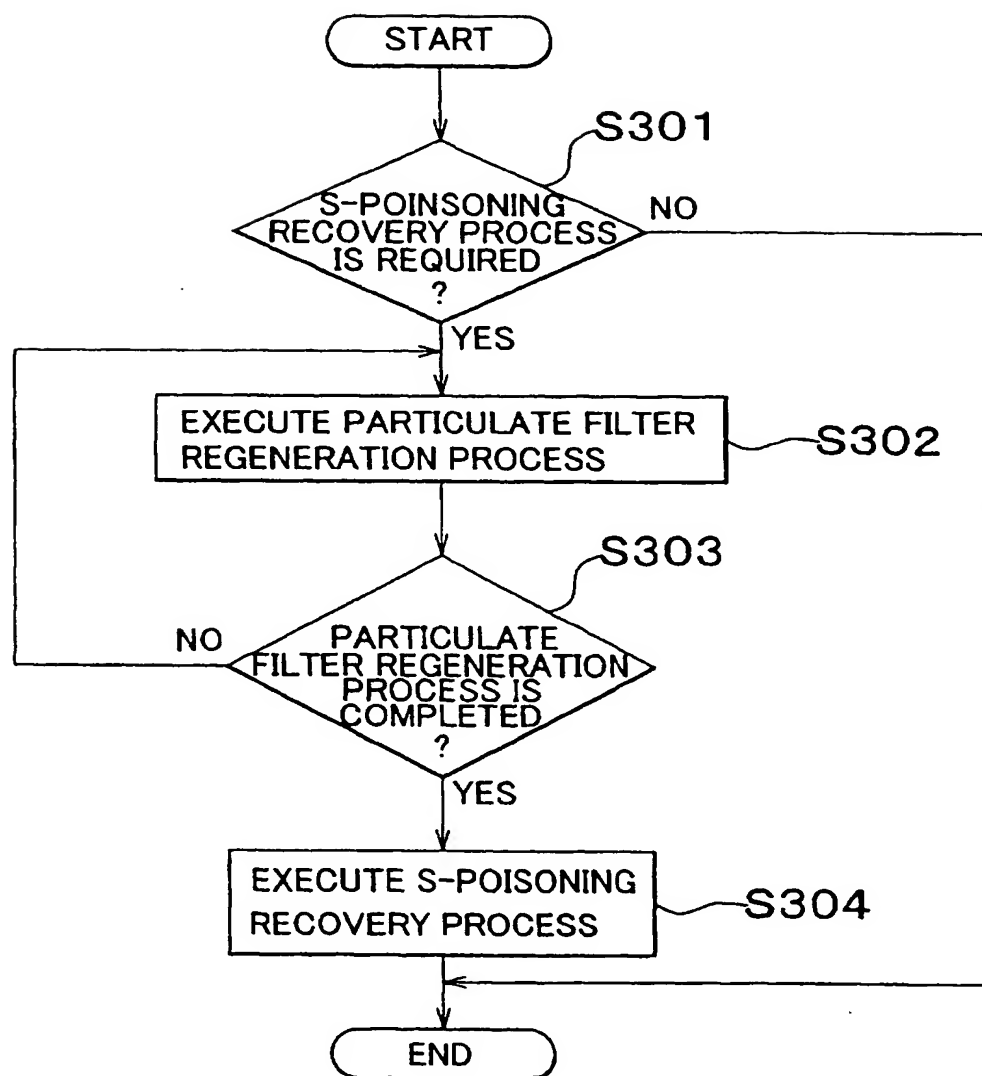 START
S301
S-POINSONING
RECOVERY PROCESS
IS REQUIRED
?
NO
YES
EXECUTE PARTICULATE FILTER
REGENERATION PROCESS
S302
S303
NO
PARTICULATE
FILTER REGENERATION
PROCESS IS
COMPLETED
?
YES
EXECUTE S-POISONING
RECOVERY PROCESS
S304
END